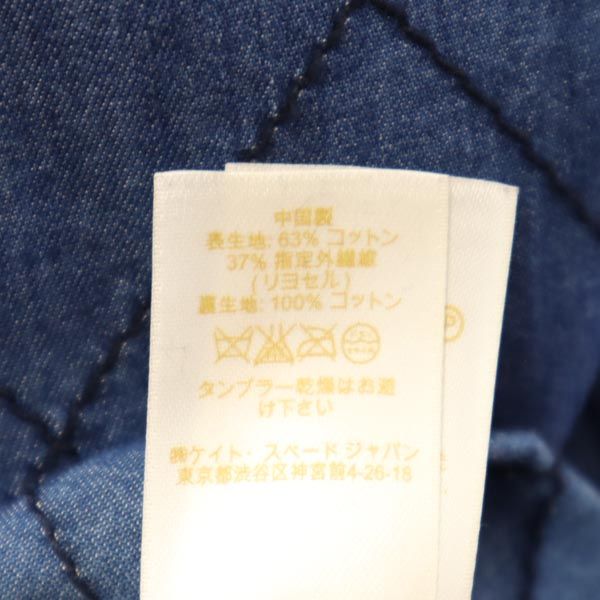 中国製
表生地: 63% コットン
37% 指定外繊維
(リヨセル)
裏生地: 100% コットン
タンブラー乾燥はお避
け下さい
㈱ケイト・スペード ジャパン
東京都渋谷区神宮前4-26-18